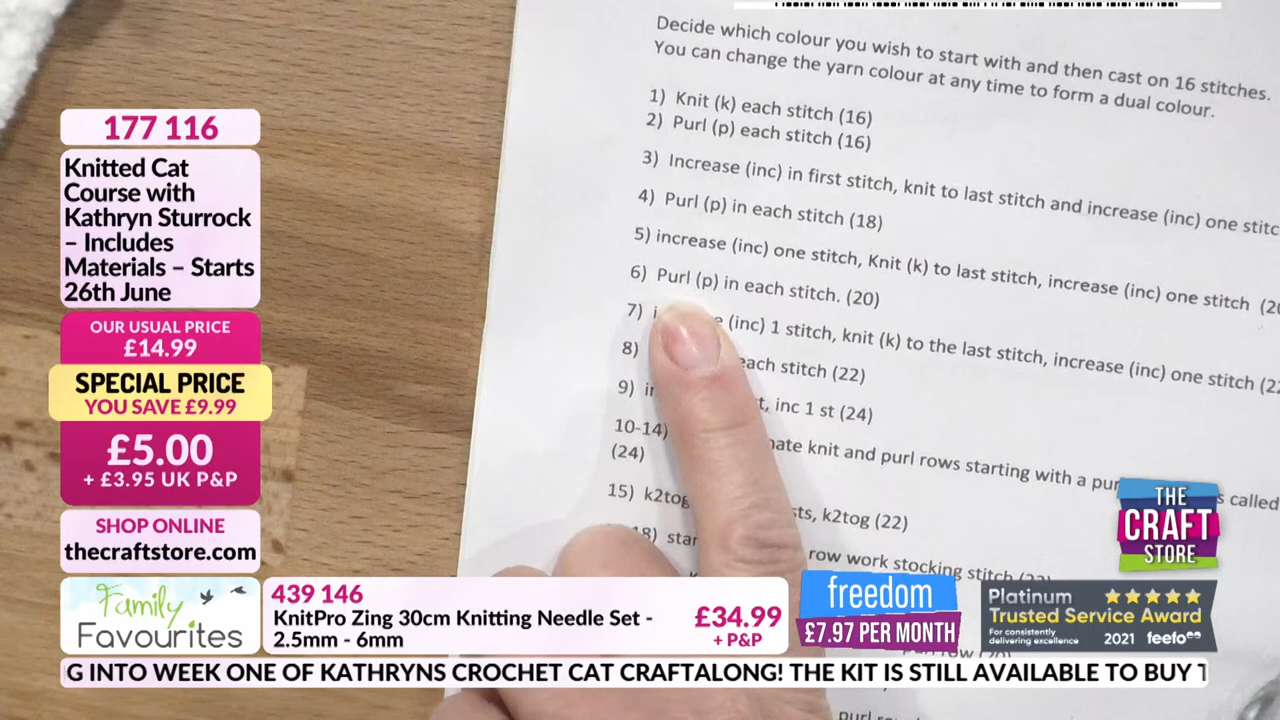 Decide which colour you wish to start with and then cast on 16 stitches.
You can change the yarn colour at any time to form a dual colour.
1) Knit (k) each stitch (16)
2) Purl (p) each stitch (16)
3) Increase (inc) in first stitch, knit to last stitch and increase (inc) one
4) Purl (p) in each stitch (18)
5) increase (inc) one stitch, Knit (k) to last stitch, increase (inc) one stitch
6) Purl (p) in each stitch. (20)
7) (inc) 1 stitch, knit (k) to the last stitch, increase (inc) one stitch
8) each stitch (22)
9) inc 1 st (24)
10-14) knit and purl rows starting with a called
(24)
15) k2tog sts, k2tog (22)
row work stocking stitch
purl row
177 116
Knitted Cat
Course with
Kathryn Sturrock
– Includes
Materials – Starts
26th June
OUR USUAL PRICE
£14.99
SPECIAL PRICE
YOU SAVE £9.99
£5.00
+ £3.95 UK P&P
SHOP ONLINE
thecraftstore.com
THE
CRAFT
STORE
Family
Favourites
439 146
KnitPro Zing 30cm Knitting Needle Set -
2.5mm - 6mm
£34.99
+ P&P
freedom
£7.97 PER MONTH
Platinum
Trusted Service Award
For consistently
delivering excellence
2021 feefo
G INTO WEEK ONE OF KATHRYNS CROCHET CAT CRAFTALONG! THE KIT IS STILL AVAILABLE TO BUY